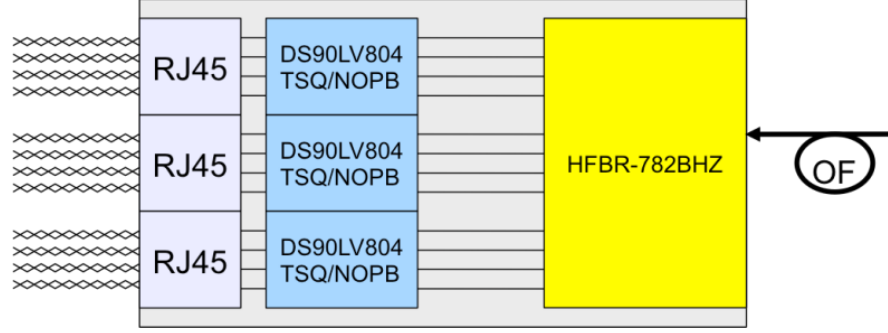 RJ45
DS90LV804
TSQ/NOPB
RJ45
DS90LV804
TSQ/NOPB
HFBR-782BHZ
OF
RJ45
DS90LV804
TSQ/NOPB